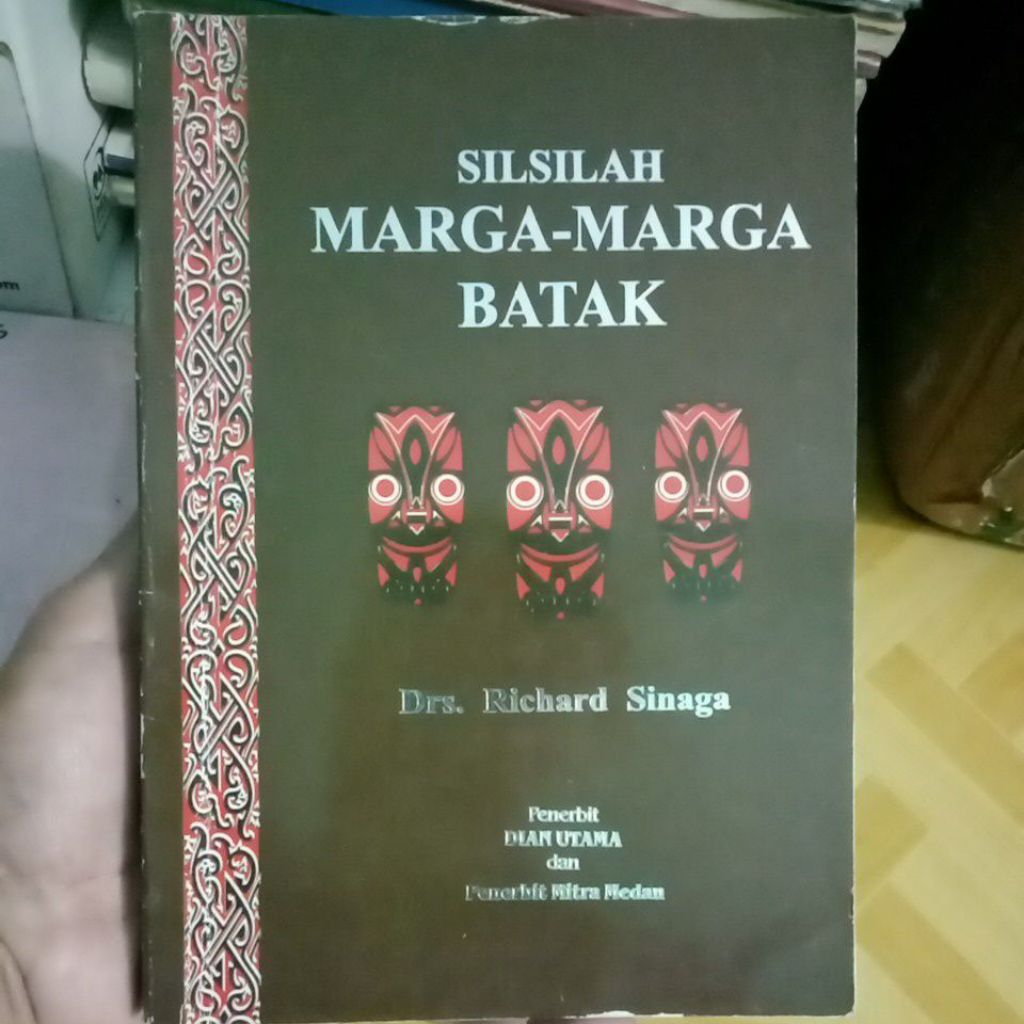 SILSILAH
MARGA-MARGA
BATAK
Drs. Richard Sinaga
Penerbit
DIAN UTAMA
dan
Penerbit Mitra Medan